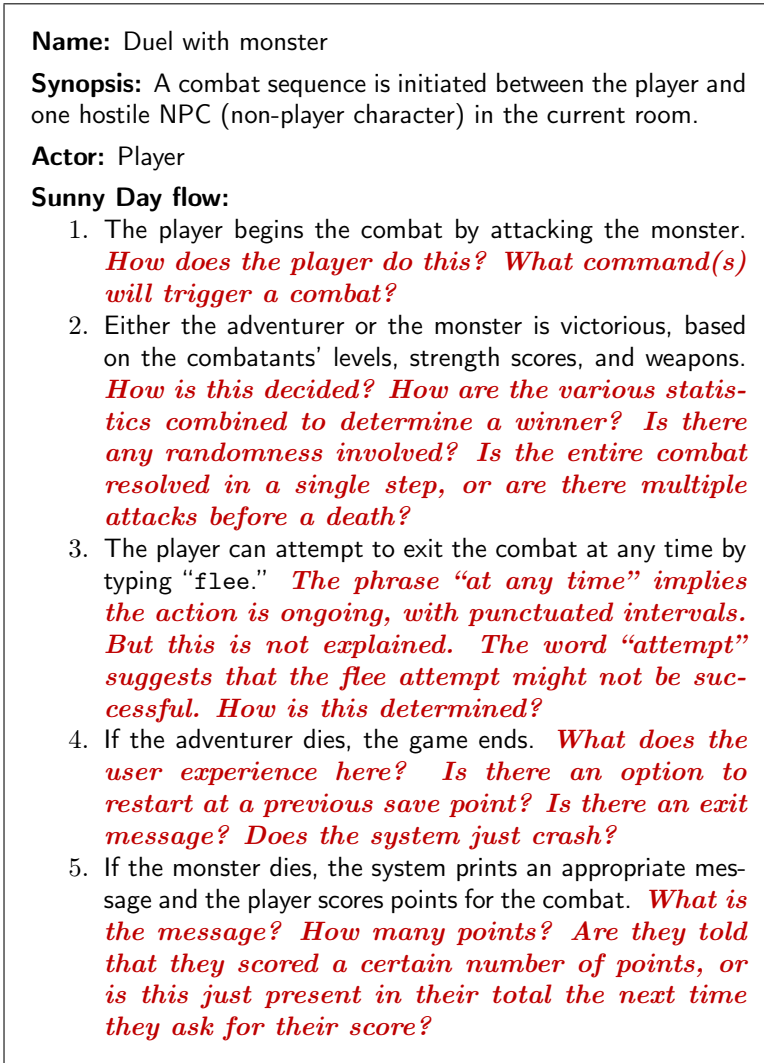 Name: Duel with monster
Synopsis: A combat sequence is initiated between the player and
one hostile NPC (non-player character) in the current room.
Actor: Player
Sunny Day flow:
1. The player begins the combat by attacking the monster.
How does the player do this? What command(s)
will trigger a combat?
2. Either the adventurer or the monster is victorious, based
on the combatants' levels, strength scores, and weapons.
How is this decided? How are the various statis-
tics combined to determine a winner? Is there
any randomness involved? Is the entire combat
resolved in a single step, or are there multiple
attacks before a death?
3. The player can attempt to exit the combat at any time by
typing “flee.” The phrase “at any time” implies
the action is ongoing, with punctuated intervals.
But this is not explained. The word “attempt”
suggests that the flee attempt might not be suc-
cessful. How is this determined?
4. If the adventurer dies, the game ends. What does the
user experience here? Is there an option to
restart at a previous save point? Is there an exit
message? Does the system just crash?
5. If the monster dies, the system prints an appropriate mes-
sage and the player scores points for the combat. What is
the message? How many points? Are they told
that they scored a certain number of points, or
is this just present in their total the next time
they ask for their score?